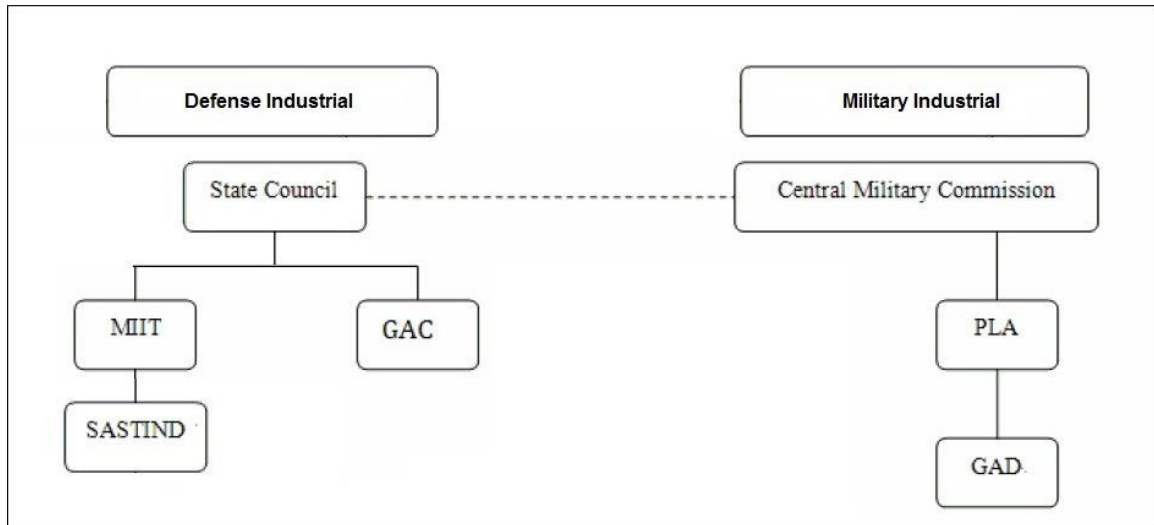 Defense Industrial
Military Industrial
State Council
Central Military Commission
MIIT
GAC
PLA
SASTIND
GAD